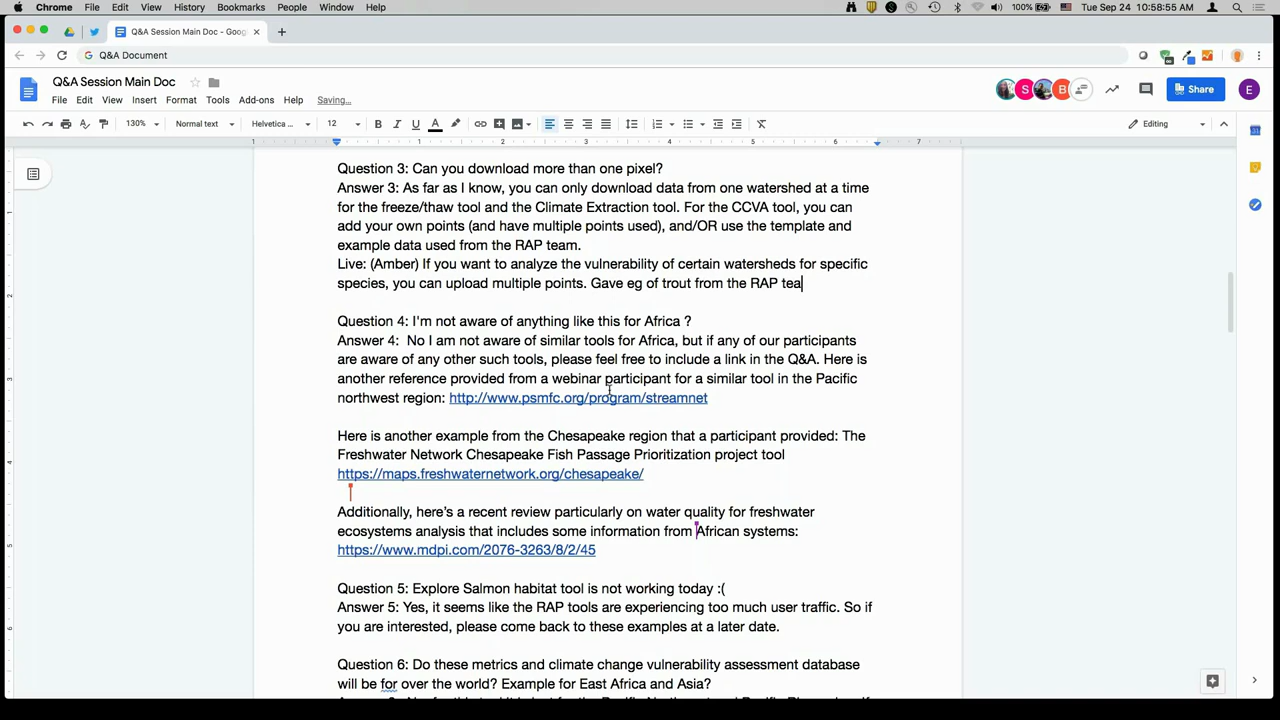 Chrome File Edit View History Bookmarks People Window Help 100% Tue Sep 24 10:58:55 AM
Q&A Session Main Doc - Goog
Q&A Document
Q&A Session Main Doc
File Edit View Insert Format Tools Add-ons Help Saving...
S B Share E
130% Normal text Helvetica ... 12 B I U A Editing
1 1 2 3 4 5 6 7
Question 3: Can you download more than one pixel?
Answer 3: As far as I know, you can only download data from one watershed at a time
for the freeze/thaw tool and the Climate Extraction tool. For the CCVA tool, you can
add your own points (and have multiple points used), and/OR use the template and
example data used from the RAP team.
Live: (Amber) If you want to analyze the vulnerability of certain watersheds for specific
species, you can upload multiple points. Gave eg of trout from the RAP tea
Question 4: I'm not aware of anything like this for Africa ?
Answer 4:  No I am not aware of similar tools for Africa, but if any of our participants
are aware of any other such tools, please feel free to include a link in the Q&A. Here is
another reference provided from a webinar participant for a similar tool in the Pacific
northwest region: http://www.psmfc.org/program/streamnet
Here is another example from the Chesapeake region that a participant provided: The
Freshwater Network Chesapeake Fish Passage Prioritization project tool
https://maps.freshwaternetwork.org/chesapeake/
Additionally, here's a recent review particularly on water quality for freshwater
ecosystems analysis that includes some information from African systems:
https://www.mdpi.com/2076-3263/8/2/45
Question 5: Explore Salmon habitat tool is not working today :(
Answer 5: Yes, it seems like the RAP tools are experiencing too much user traffic. So if
you are interested, please come back to these examples at a later date.
Question 6: Do these metrics and climate change vulnerability assessment database
will be for over the world? Example for East Africa and Asia?